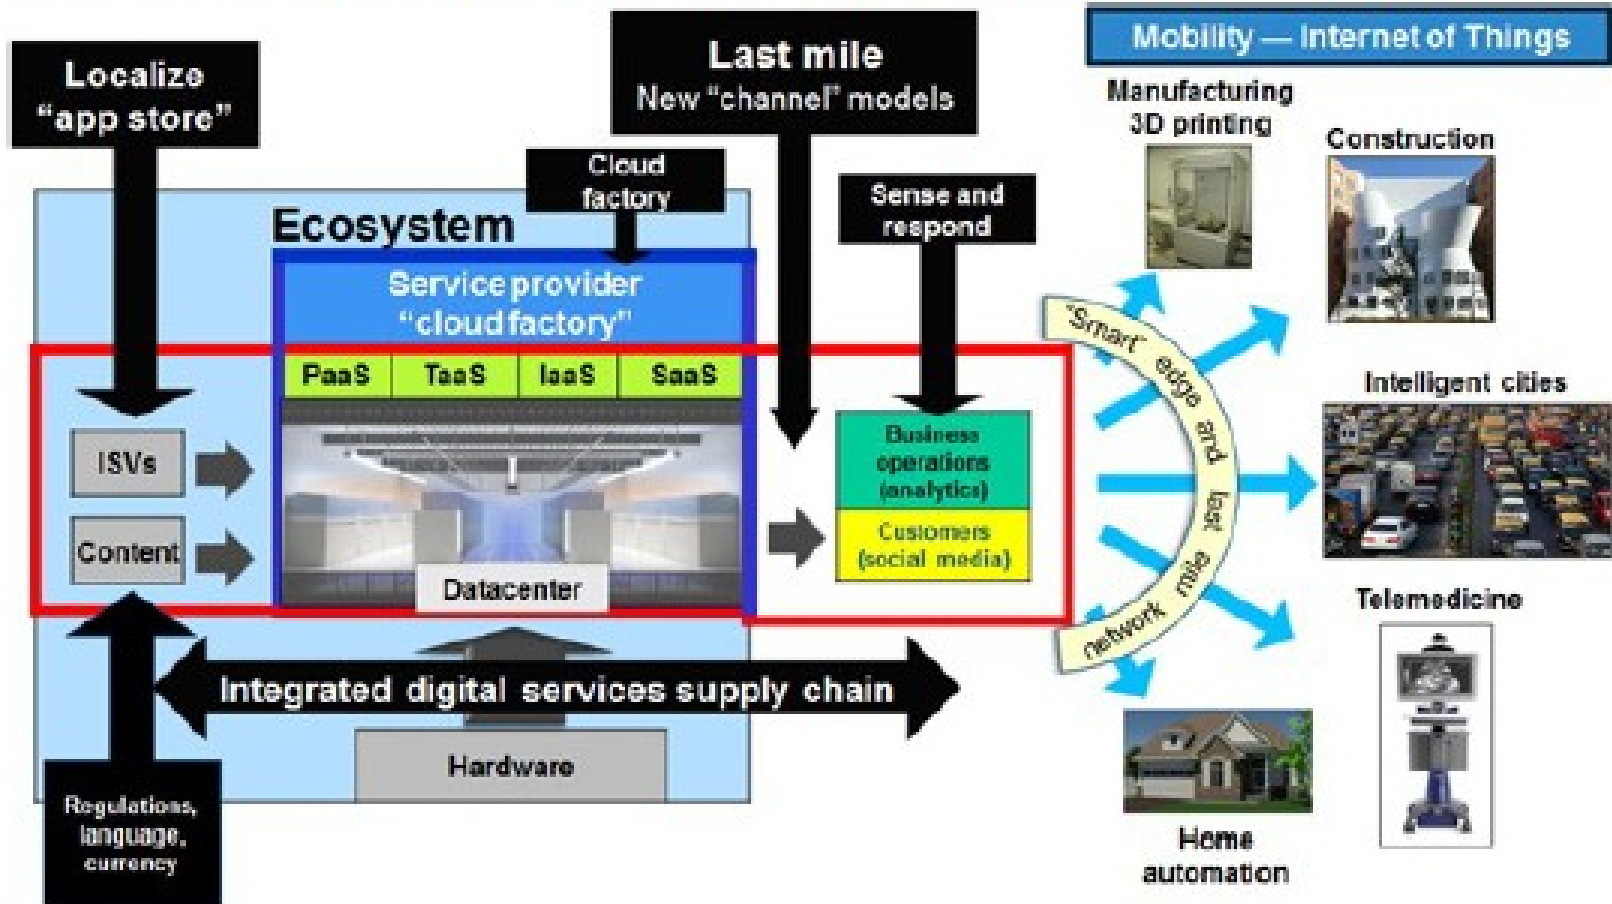 Localize
“app store”
Last mile
New “channel” models
Mobility — Internet of Things
Manufacturing
3D printing
Construction
Cloud
factory
Sense and
respond
Ecosystem
Service provider
“cloud factory”
PaaS
TaaS
IaaS
SaaS
ISVs
Content
Datacenter
Business
operations
(analytics)
Customers
(social media)
“Smart” edge and last mile network
Intelligent cities
Telemedicine
Integrated digital services supply chain
Hardware
Regulations,
language,
currency
Home
automation